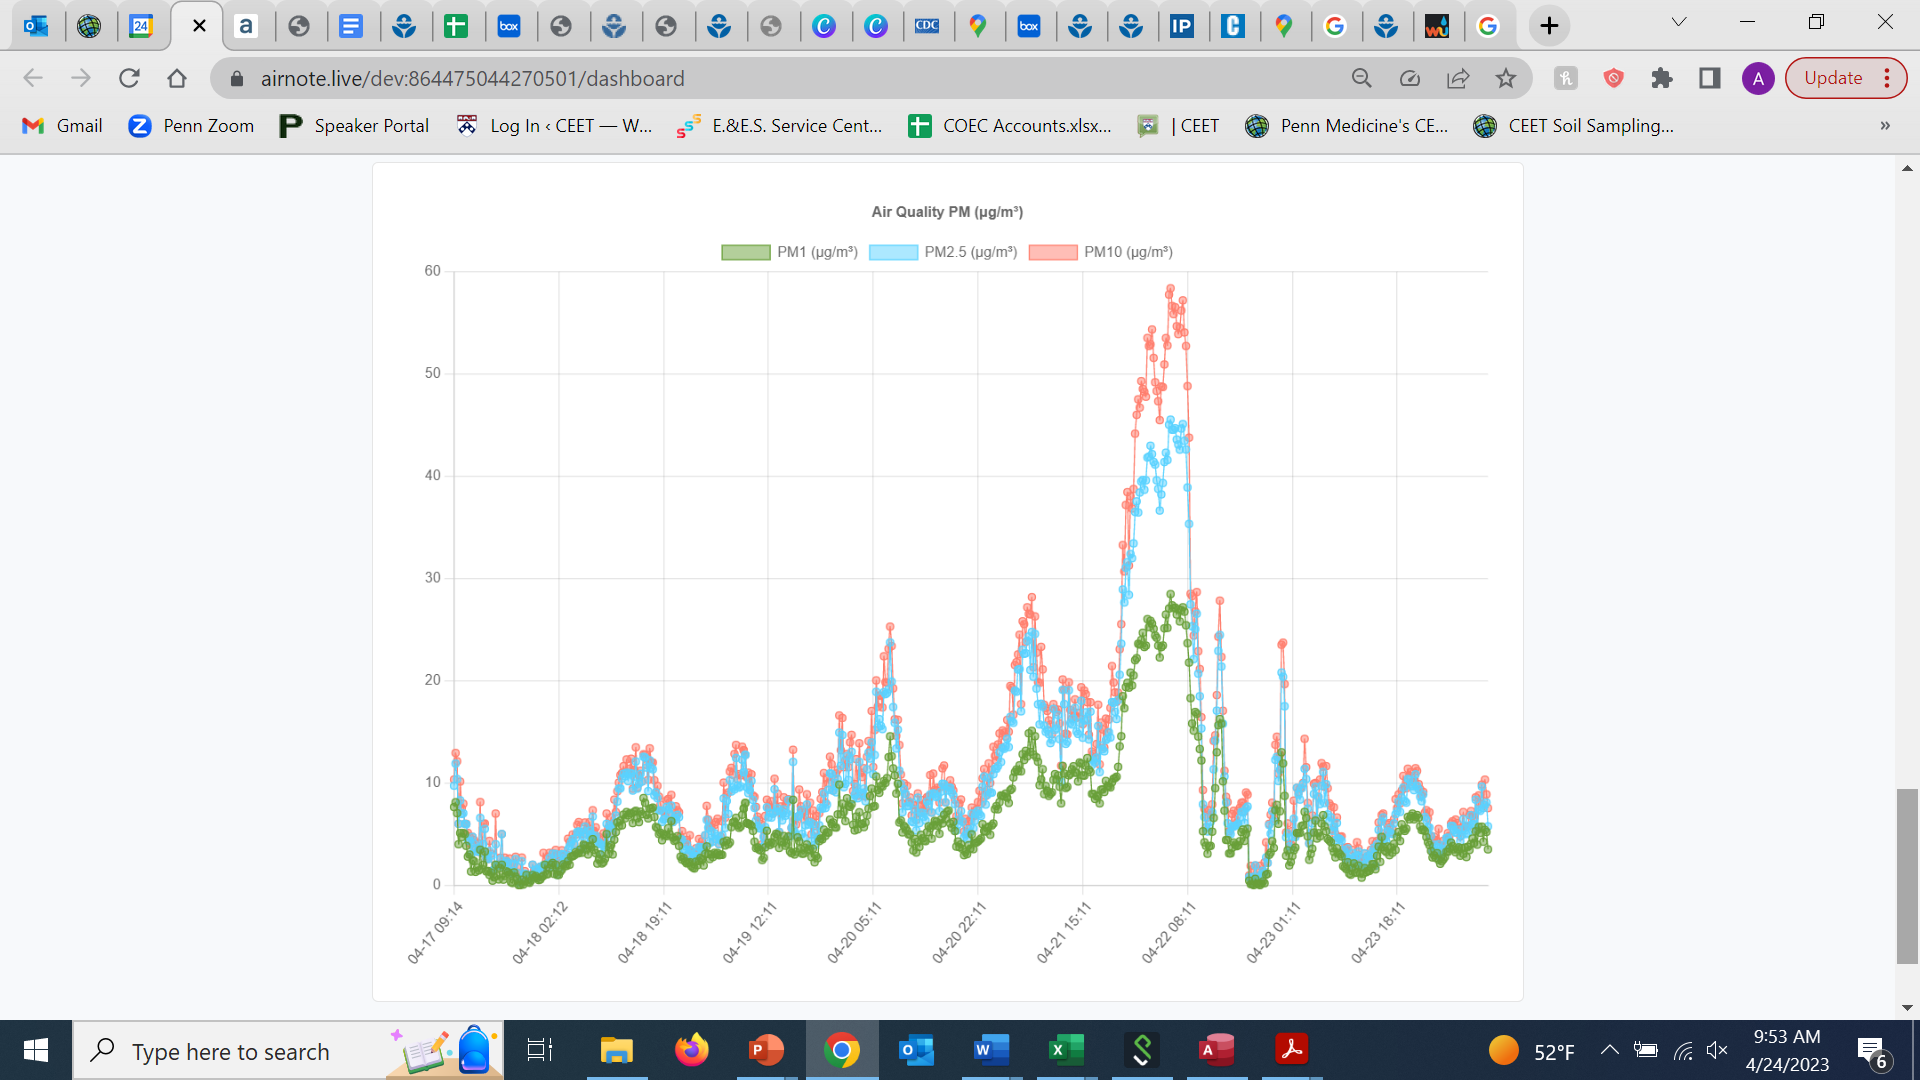 24
a
box
CDC
box
IP
C
airnote.live/dev:864475044270501/dashboard
A
Update
Gmail
Penn Zoom
Speaker Portal
Log In ‹ CEET — W...
E.&E.S. Service Cent...
COEC Accounts.xlsx...
| CEET
Penn Medicine's CE...
CEET Soil Sampling...
»
Air Quality PM (µg/m³)
PM1 (µg/m³) PM2.5 (µg/m³) PM10 (µg/m³)
60
50
40
30
20
10
0
04-17 09:14
04-18 02:12
04-18 19:11
04-19 12:11
04-20 05:11
04-20 22:11
04-21 15:11
04-22 08:11
04-23 01:11
04-23 18:11
Type here to search
52°F
9:53 AM
4/24/2023
6